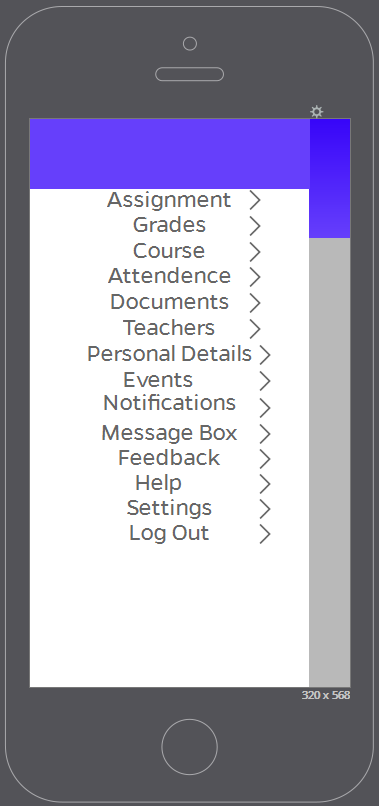 Assignment
Grades
Course
Attendence
Documents
Teachers
Personal Details
Events
Notifications
Message Box
Feedback
Help
Settings
Log Out
320 x 568